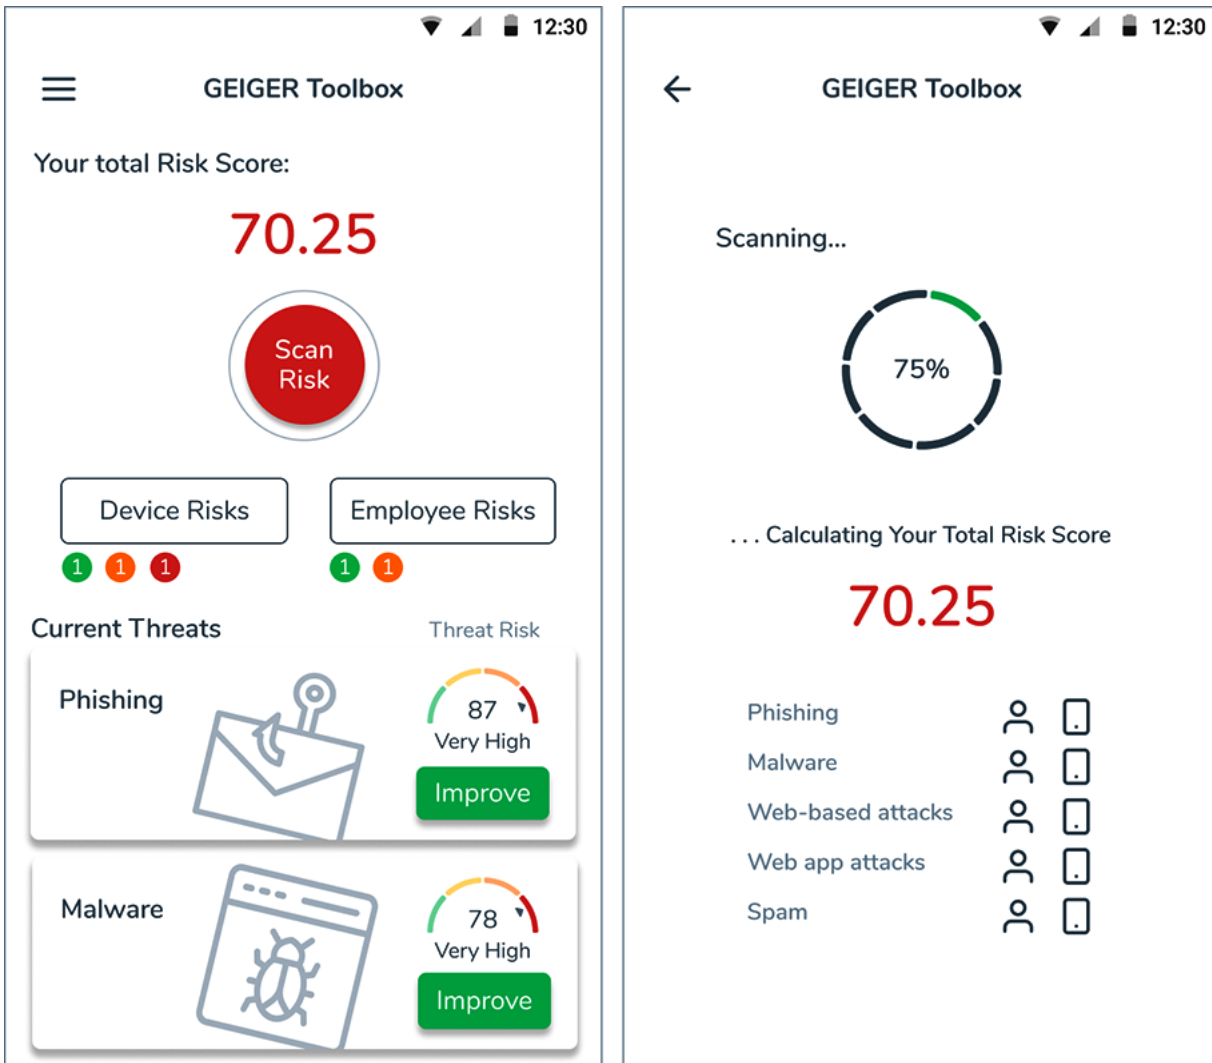 12:30
GEIGER Toolbox
Your total Risk Score:
70.25
Scan
Risk
Device Risks
Employee Risks
1 1 1
1 1
Current Threats
Threat Risk
Phishing
87
Very High
Improve
Malware
78
Very High
Improve
12:30
GEIGER Toolbox
Scanning...
75%
... Calculating Your Total Risk Score
70.25
Phishing
Malware
Web-based attacks
Web app attacks
Spam